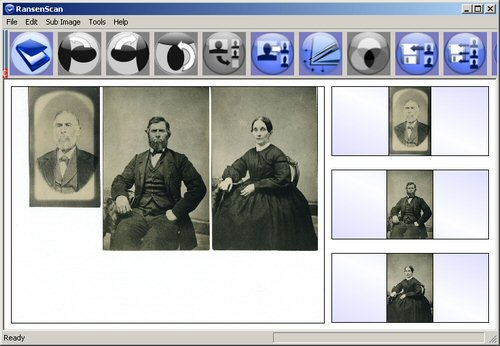 RansenScan
File Edit Sub Image Tools Help
Ready